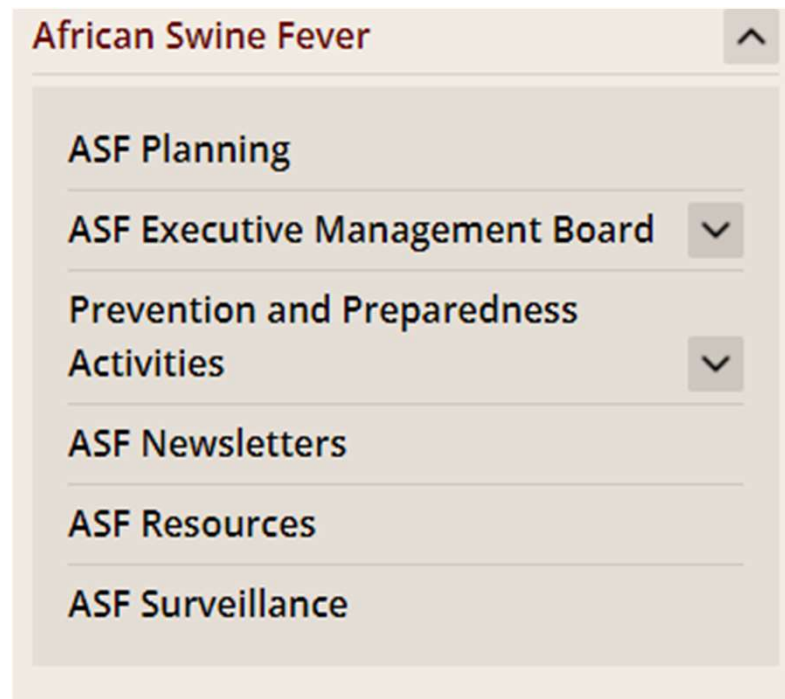 African Swine Fever
ASF Planning
ASF Executive Management Board
Prevention and Preparedness
Activities
ASF Newsletters
ASF Resources
ASF Surveillance